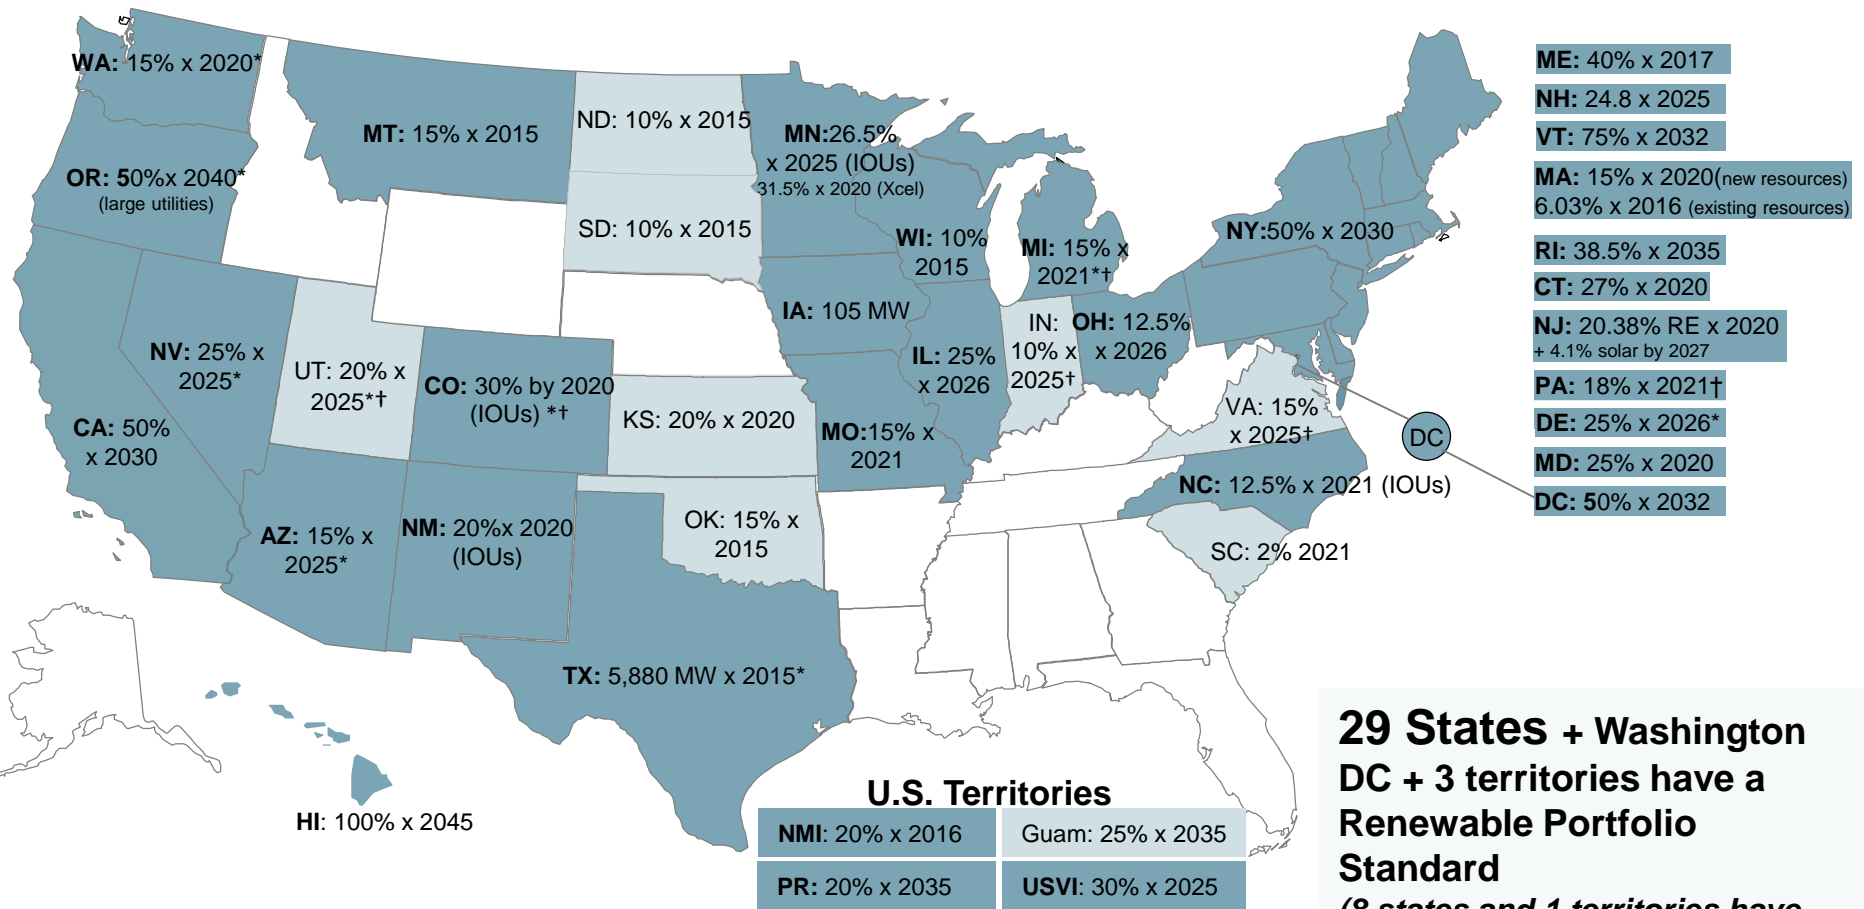 WA: 15% x 2020*
OR: 50%x 2040*
(large utilities)
CA: 50%
x 2030
NV: 25% x
2025*
MT: 15% x 2015
UT: 20% x
2025*†
AZ: 15% x
2025*
CO: 30% by 2020
(IOUs) *†
NM: 20%x 2020
(IOUs)
ND: 10% x 2015
SD: 10% x 2015
KS: 20% x 2020
OK: 15% x
2015
TX: 5,880 MW x 2015*
MN:26.5%
x 2025 (IOUs)
31.5% x 2020 (Xcel)
IA: 105 MW
MO:15% x
2021
WI: 10%
2015
IL: 25%
x 2026
MI: 15% x
2021*†
IN:
10% x
2025†
OH: 12.5%
x 2026
NY:50% x 2030
VA: 15%
x 2025†
NC: 12.5% x 2021 (IOUs)
SC: 2% 2021
DC
HI: 100% x 2045
ME: 40% x 2017
NH: 24.8 x 2025
VT: 75% x 2032
MA: 15% x 2020(new resources)
6.03% x 2016 (existing resources)
RI: 38.5% x 2035
CT: 27% x 2020
NJ: 20.38% RE x 2020
+ 4.1% solar by 2027
PA: 18% x 2021†
DE: 25% x 2026*
MD: 25% x 2020
DC: 50% x 2032
U.S. Territories
NMI: 20% x 2016
Guam: 25% x 2035
PR: 20% x 2035
USVI: 30% x 2025
29 States + Washington
DC + 3 territories have a
Renewable Portfolio
Standard
(8 states and 1 territories have